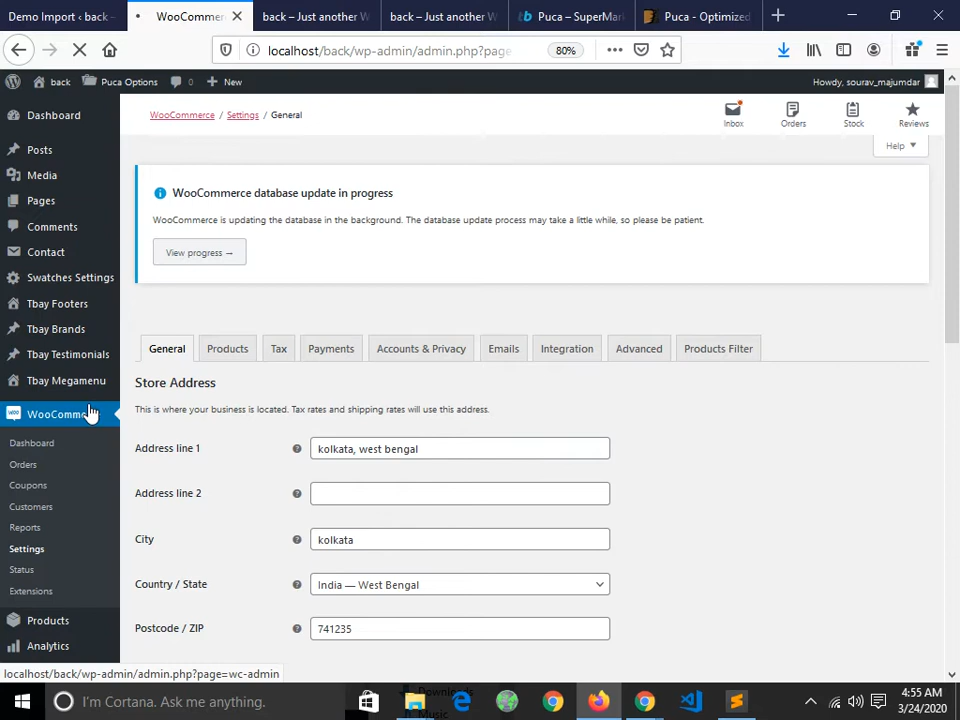 Demo Import ‹ back –
WooCommer
back – Just another W
back – Just another W
Puca – SuperMar
Puca - Optimized
localhost/back/wp-admin/admin.php?page
80%
back
Puca Options
0
New
Howdy, sourav_majumdar
Dashboard
Posts
Media
Pages
Comments
Contact
Swatches Settings
Tbay Footers
Tbay Brands
Tbay Testimonials
Tbay Megamenu
WooComm
Dashboard
Orders
Coupons
Customers
Reports
Settings
Status
Extensions
Products
Analytics
WooCommerce / Settings / General
Inbox
Orders
Stock
Reviews
Help
WooCommerce database update in progress
WooCommerce is updating the database in the background. The database update process may take a little while, so please be patient.
View progress →
General
Products
Tax
Payments
Accounts & Privacy
Emails
Integration
Advanced
Products Filter
Store Address
This is where your business is located. Tax rates and shipping rates will use this address.
Address line 1
kolkata, west bengal
Address line 2
City
kolkata
Country / State
India — West Bengal
Postcode / ZIP
741235
localhost/back/wp-admin/admin.php?page=wc-admin
I'm Cortana. Ask me anything.
Downloads
Music
4:55 AM
3/24/2020